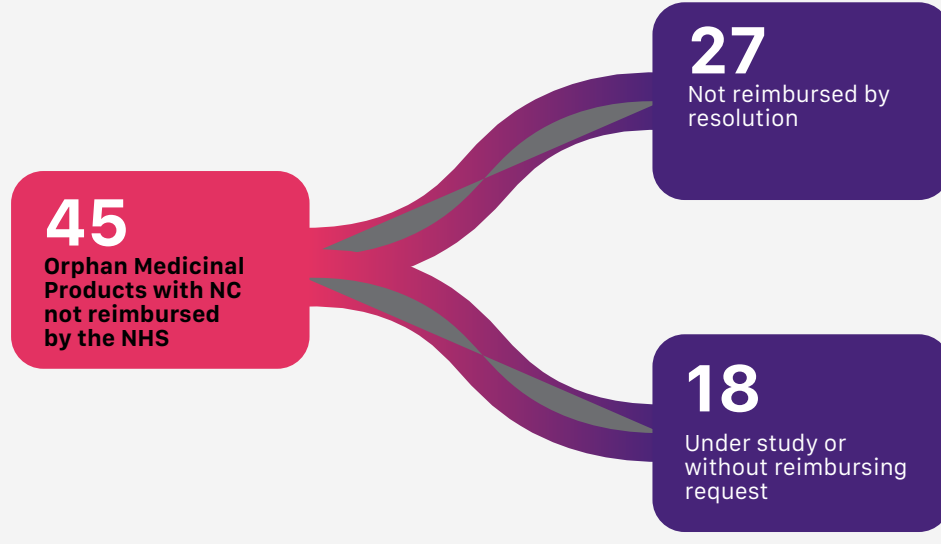 45
Orphan Medicinal
Products with NC
not reimbursed
by the NHS
27
Not reimbursed by
resolution
18
Under study or
without reimbursing
request